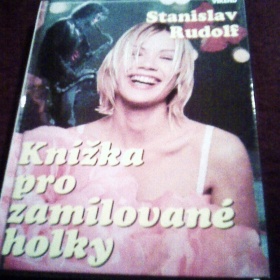 Stanislav
Rudolf
Knížka
pro
zamilované
holky